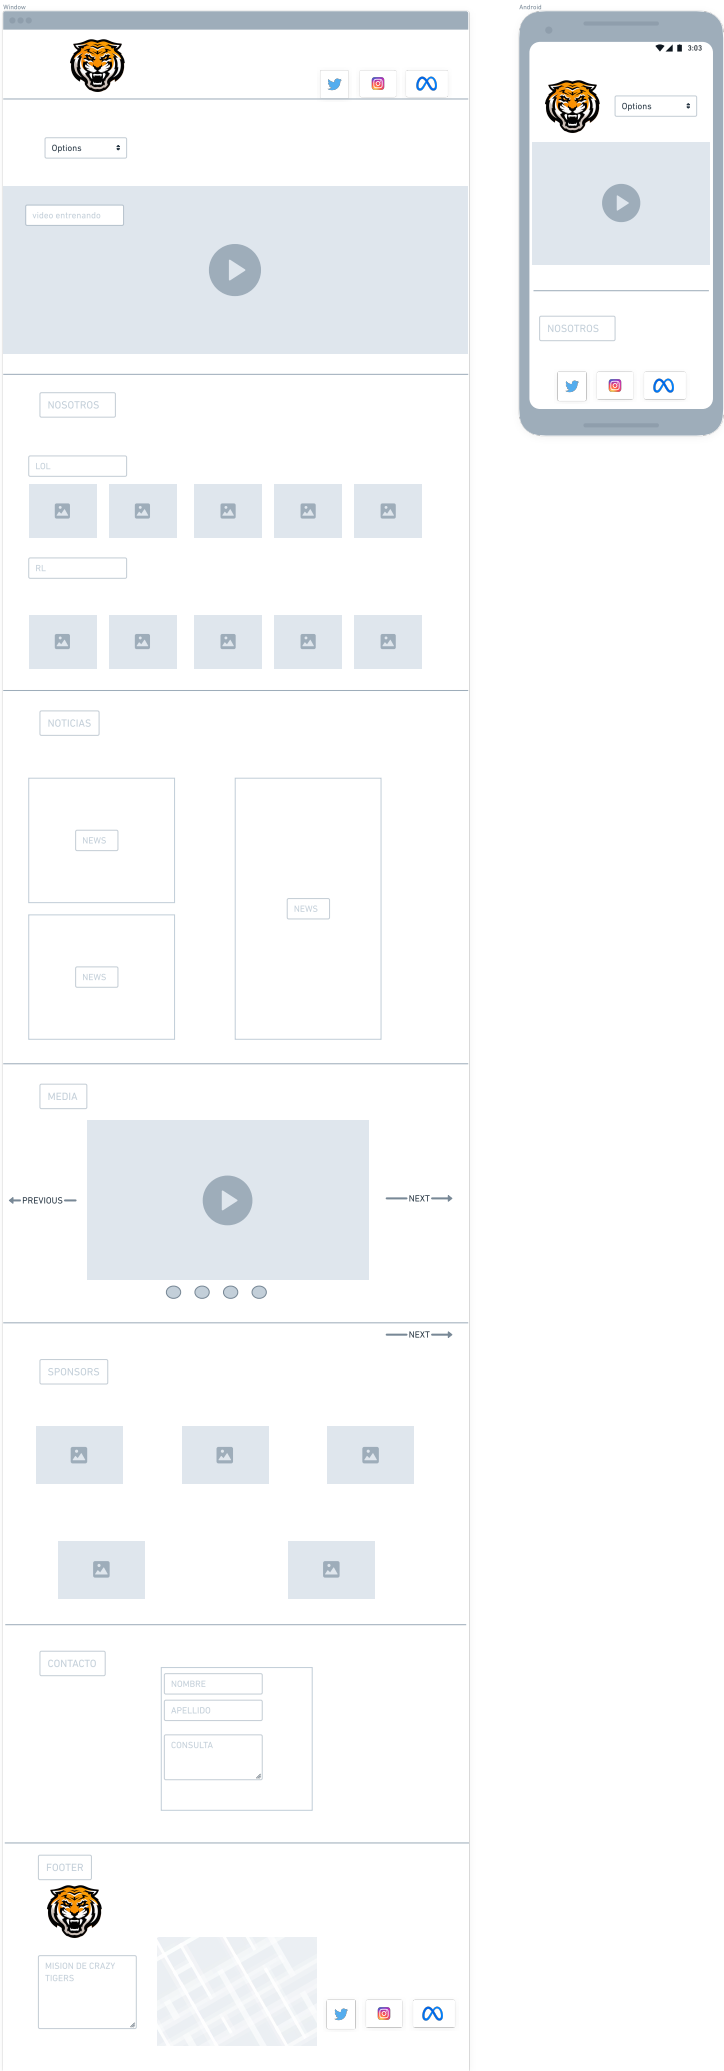 Window
Options
video entrenando
NOSOTROS
LOL
RL
NOTICIAS
NEWS
NEWS
NEWS
MEDIA
PREVIOUS
NEXT
NEXT
SPONSORS
CONTACTO
NOMBRE
APELLIDO
CONSULTA
FOOTER
MISION DE CRAZY
TIGERS
Android
3:03
Options
NOSOTROS